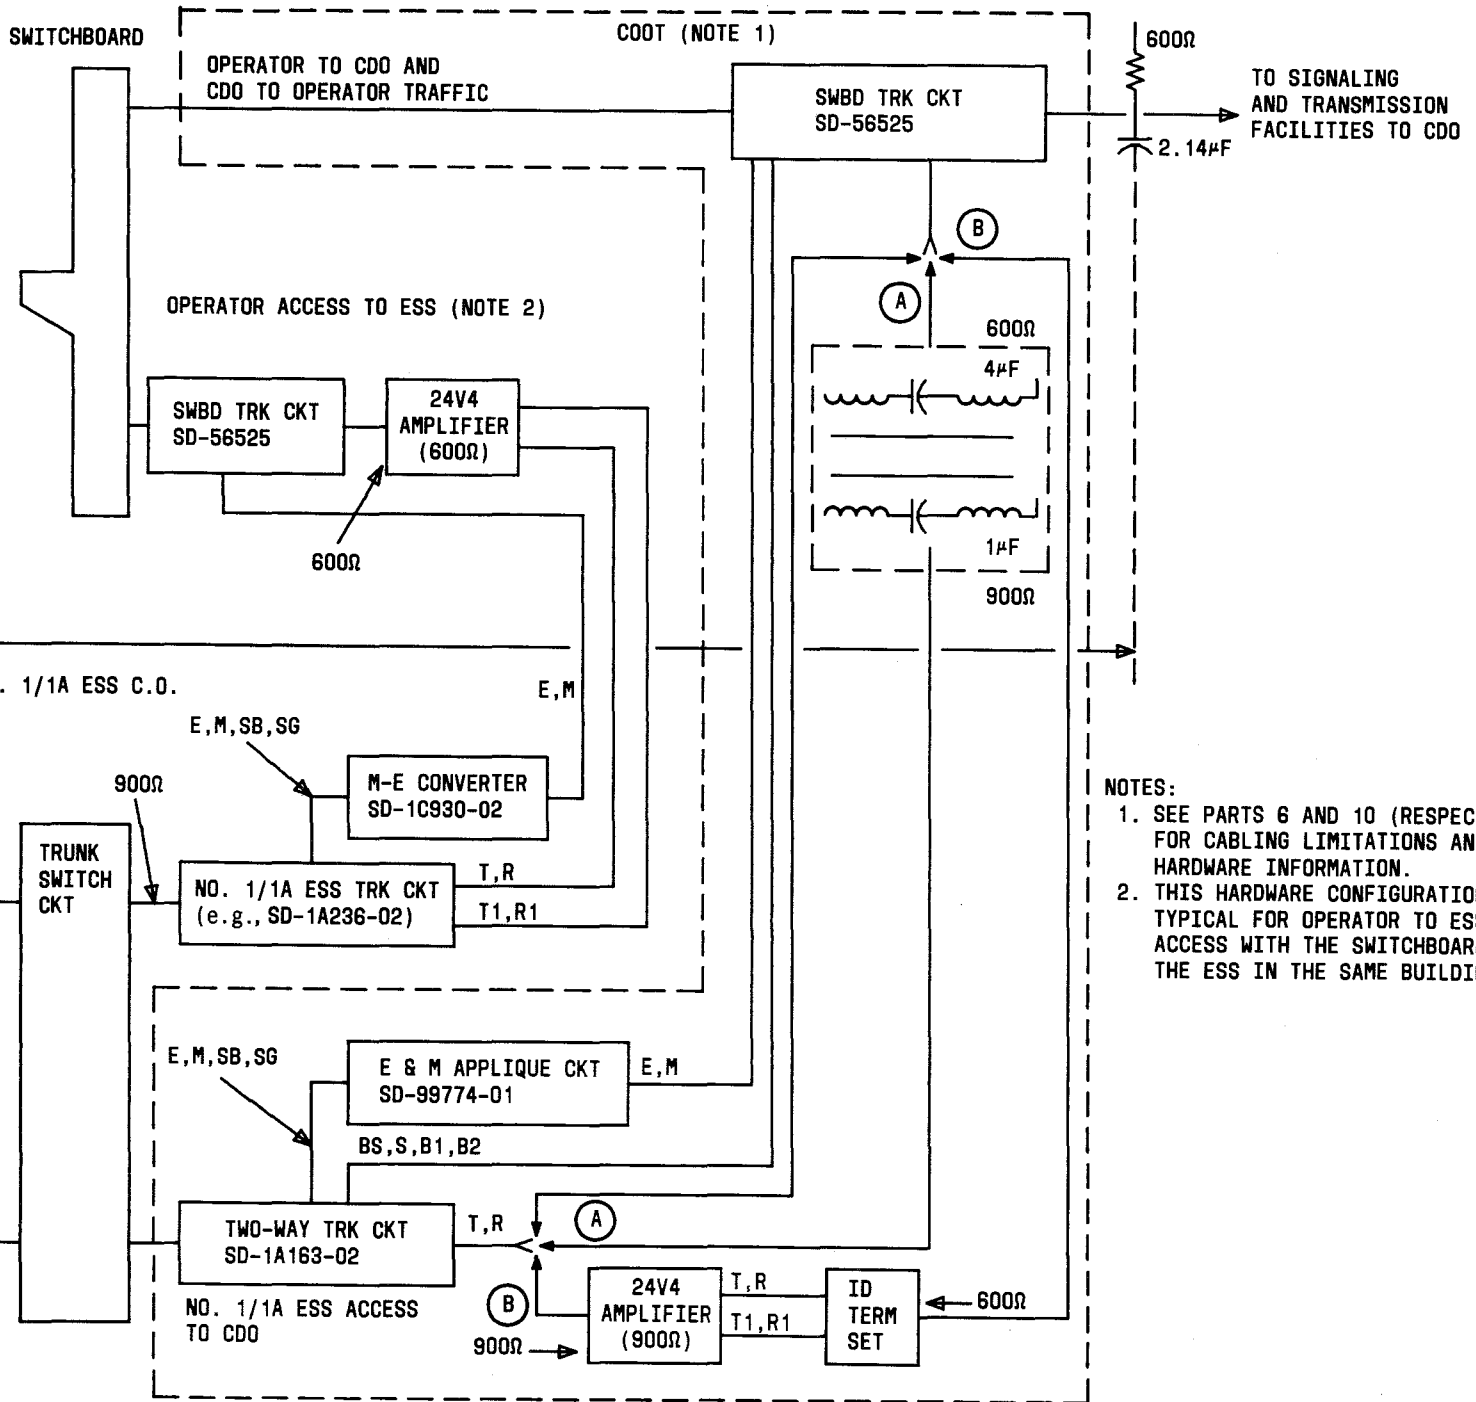 SWITCHBOARD
COOT (NOTE 1)
OPERATOR TO CDO AND
CDO TO OPERATOR TRAFFIC
SWBD TRK CKT
SD-56525
600Ω
2.14μF
TO SIGNALING
AND TRANSMISSION
FACILITIES TO CDO
B
A
OPERATOR ACCESS TO ESS (NOTE 2)
600Ω
4μF
1μF
900Ω
SWBD TRK CKT
SD-56525
24V4
AMPLIFIER
(600Ω)
600Ω
. 1/1A ESS C.O.
E,M
E,M,SB,SG
900Ω
M-E CONVERTER
SD-1C930-02
TRUNK
SWITCH
CKT
NO. 1/1A ESS TRK CKT
(e.g., SD-1A236-02)
T,R
T1,R1
NOTES:
1. SEE PARTS 6 AND 10 (RESPEC
FOR CABLING LIMITATIONS AN
HARDWARE INFORMATION.
2. THIS HARDWARE CONFIGURATIO
TYPICAL FOR OPERATOR TO ES
ACCESS WITH THE SWITCHBOAR
THE ESS IN THE SAME BUILDI
E,M,SB,SG
E & M APPLIQUE CKT
SD-99774-01
E,M
BS,S,B1,B2
TWO-WAY TRK CKT
SD-1A163-02
T,R
A
NO. 1/1A ESS ACCESS
TO CDO
B
900Ω
24V4
AMPLIFIER
(900Ω)
T,R
T1,R1
ID
TERM
SET
600Ω